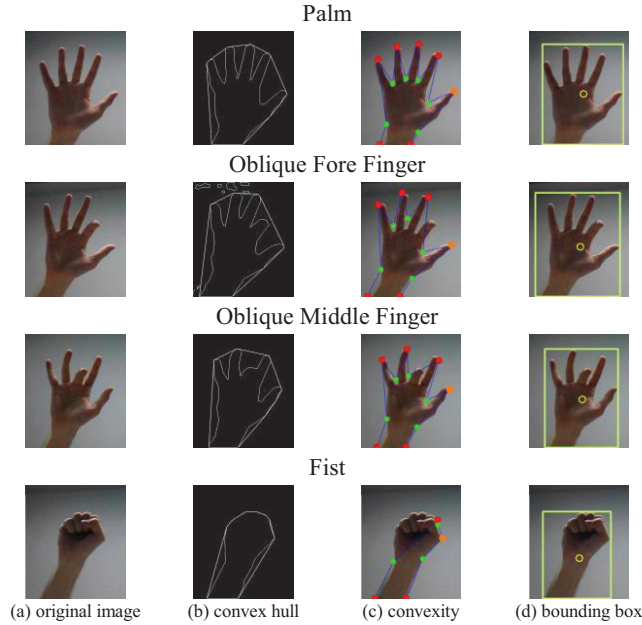 Palm
Oblique Fore Finger
Oblique Middle Finger
Fist
(a) original image (b) convex hull (c) convexity (d) bounding box